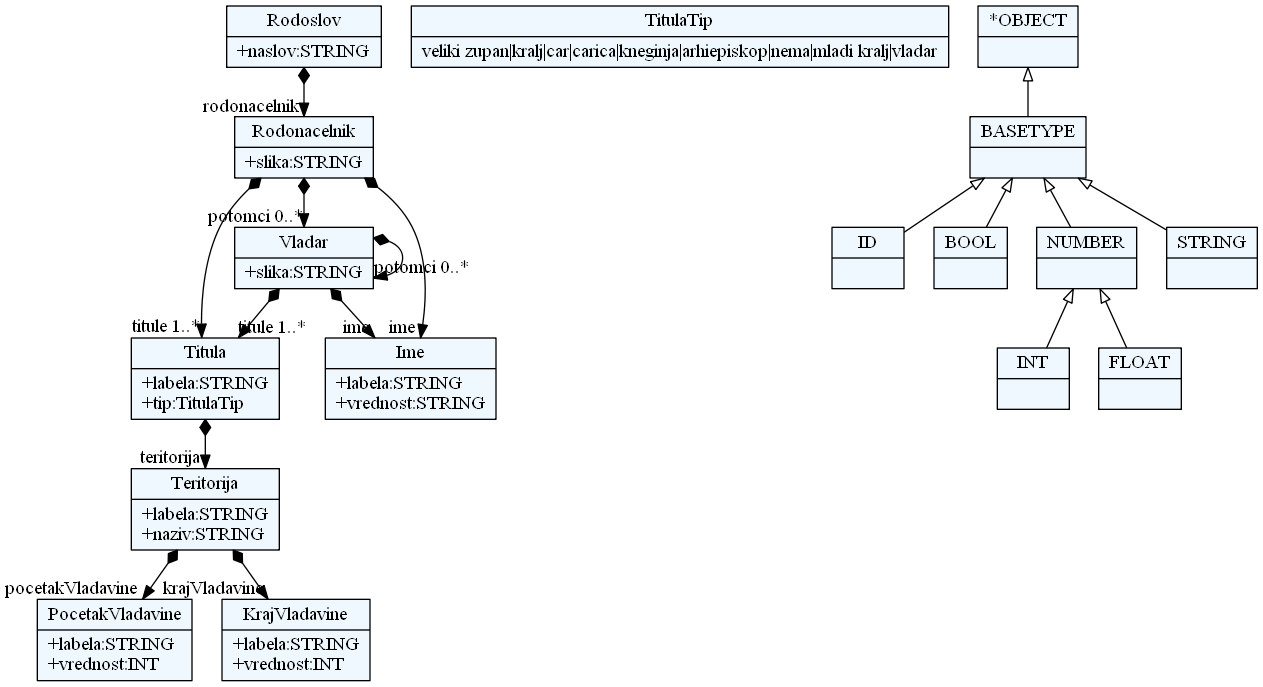 Rodoslov
+naslov:STRING
TitulaTip
veliki zupan|kralj|car|carica|kneginja|arhiepiskop|nema|mladi kralj|vladar
*OBJECT
rodonacelnik
Rodonacelnik
+slika:STRING
BASETYPE
potomci 0..*
Vladar
+slika:STRING
potomci 0..*
ID
BOOL
NUMBER
STRING
titule 1..*
titule 1..*
ime
ime
Titula
+labela:STRING
+tip:TitulaTip
Ime
+labela:STRING
+vrednost:STRING
INT
FLOAT
teritorija
Teritorija
+labela:STRING
+naziv:STRING
pocetakVladavine
krajVladavine
PocetakVladavine
+labela:STRING
+vrednost:INT
KrajVladavine
+labela:STRING
+vrednost:INT